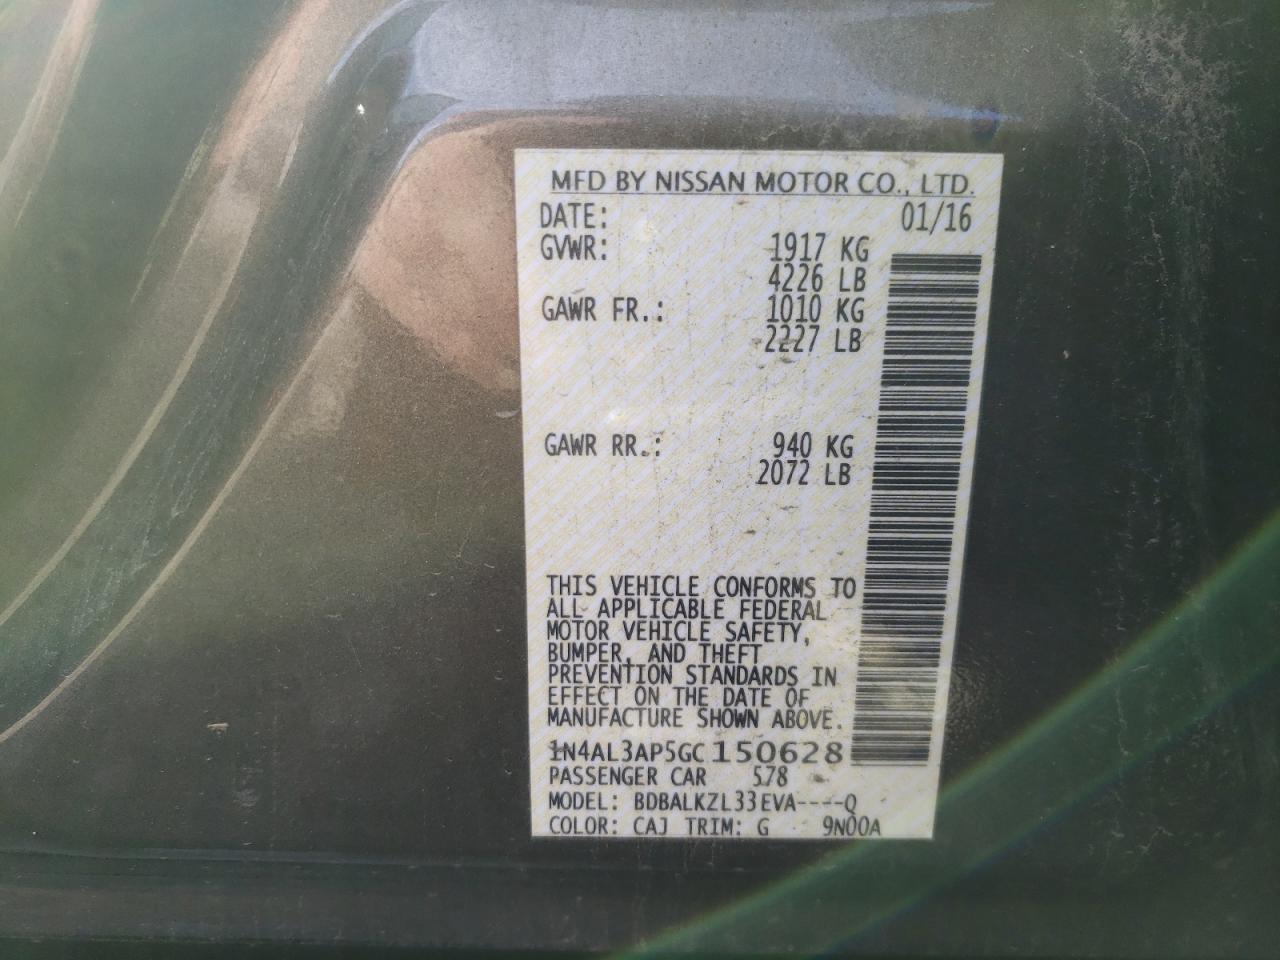 MFD BY NISSAN MOTOR CO., LTD.
DATE: 01/16
GVWR: 1917 KG
4226 LB
GAWR FR.: 1010 KG
2227 LB
GAWR RR.: 940 KG
2072 LB
THIS VEHICLE CONFORMS TO
ALL APPLICABLE FEDERAL
MOTOR VEHICLE SAFETY,
BUMPER, AND THEFT
PREVENTION STANDARDS IN
EFFECT ON THE DATE OF
MANUFACTURE SHOWN ABOVE.
1N4AL3AP5GC150628
PASSENGER CAR 578
MODEL: BDBALKZL33EVA----Q
COLOR: CAJ TRIM: G 9N00A